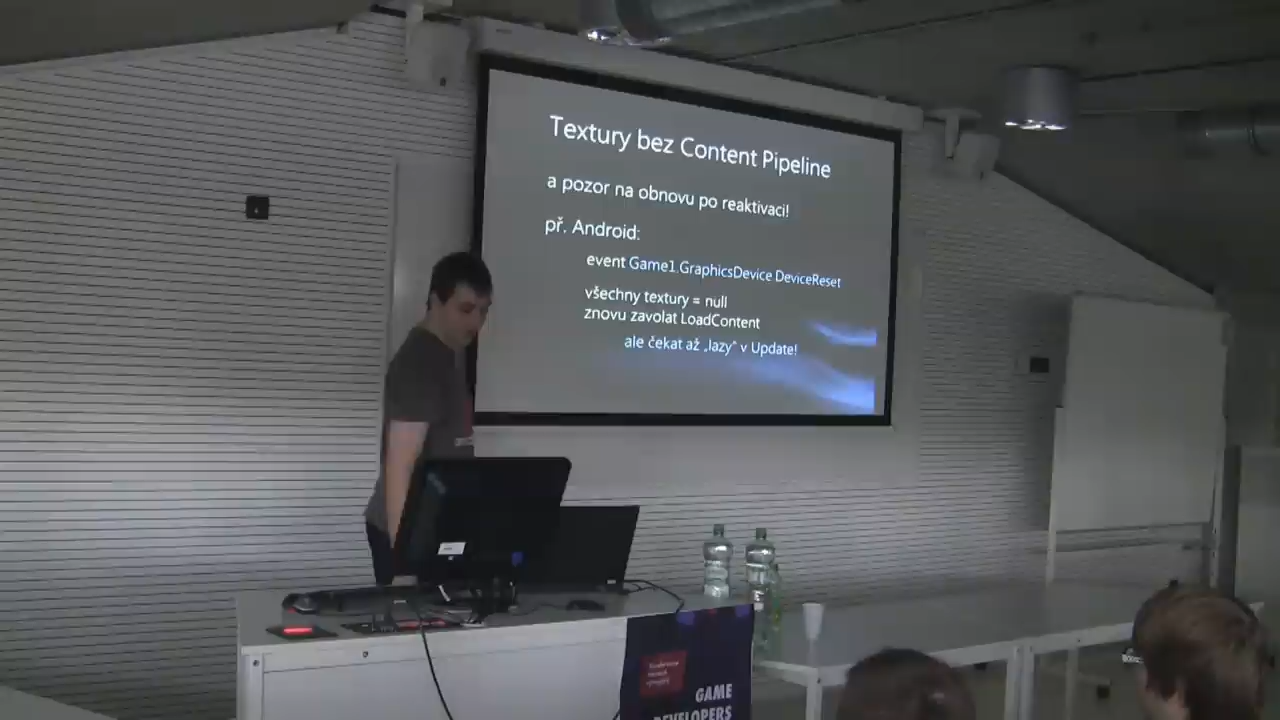 Textury bez Content Pipeline
a pozor na obnovu po reaktivaci!
př. Android:
event Game1.GraphicsDevice DeviceReset
všechny textury = null
znovu zavolat LoadContent
ale čekat až „lazy“ v Update!
GAME
DEVELOPERS